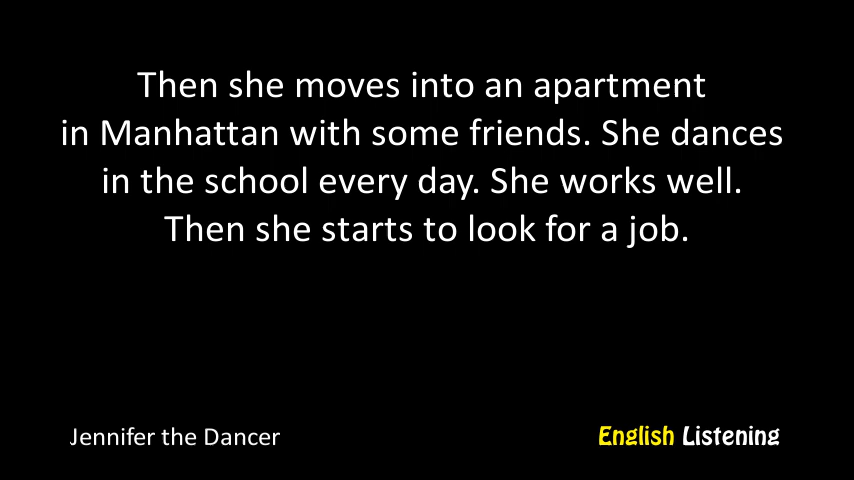 Then she moves into an apartment
in Manhattan with some friends. She dances
in the school every day. She works well.
Then she starts to look for a job.
Jennifer the Dancer
English Listening